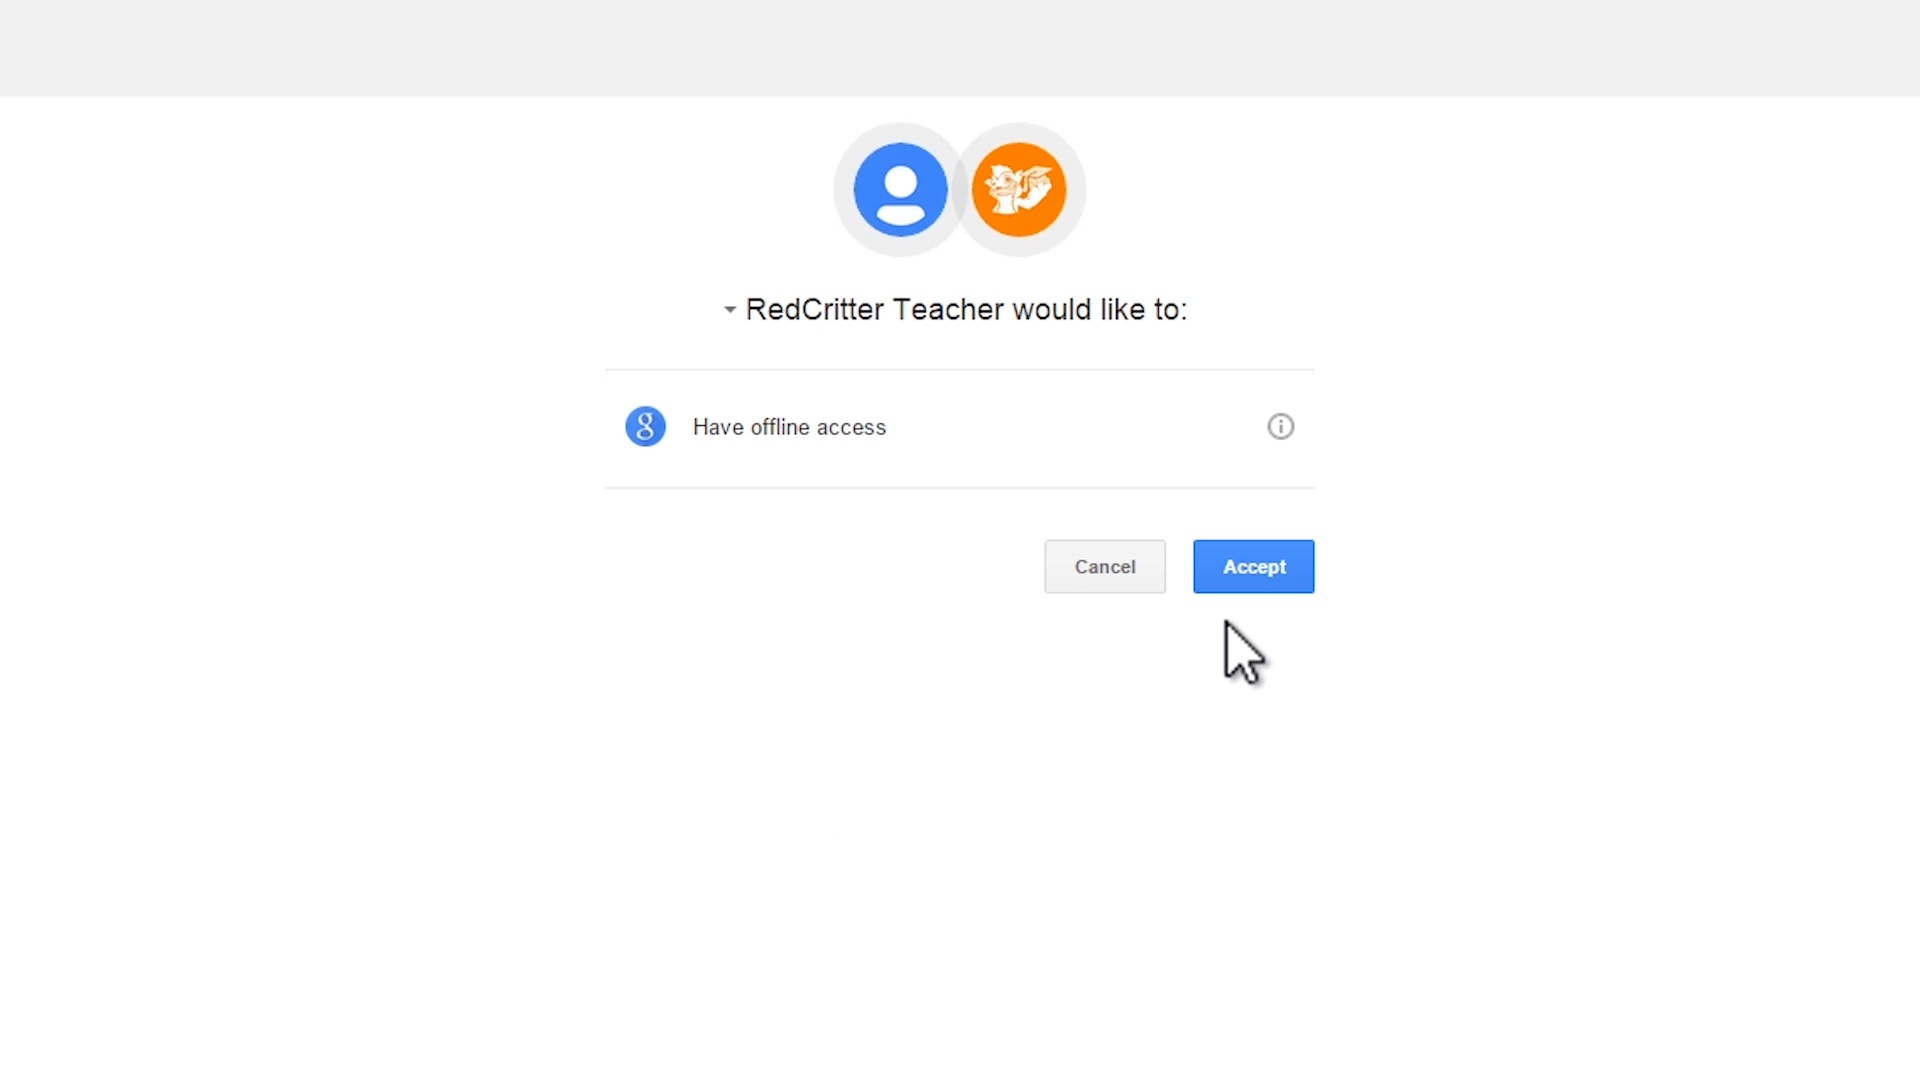 RedCritter Teacher would like to:
g Have offline access
Cancel Accept